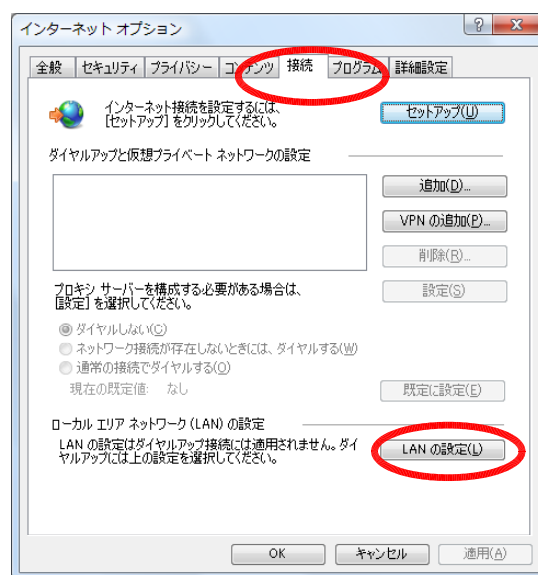 インターネット オプション
全般 セキュリティ プライバシー コンテンツ 接続 プログラム 詳細設定
インターネット接続を設定するには、
[セットアップ] をクリックしてください。
セットアップ(U)
ダイヤルアップと仮想プライベート ネットワークの設定
追加(D)...
VPN の追加(P)...
削除(R)...
プロキシ サーバーを構成する必要がある場合は、
[設定] を選択してください。
設定(S)
ダイヤルしない(C)
ネットワーク接続が存在しないときには、ダイヤルする(W)
通常の接続でダイヤルする(O)
現在の既定値: なし
既定に設定(E)
ローカル エリア ネットワーク (LAN) の設定
LAN の設定はダイヤルアップ接続には適用されません。ダイ
ヤルアップには上の設定を選択してください。
LAN の設定(L)
OK キャンセル 適用(A)